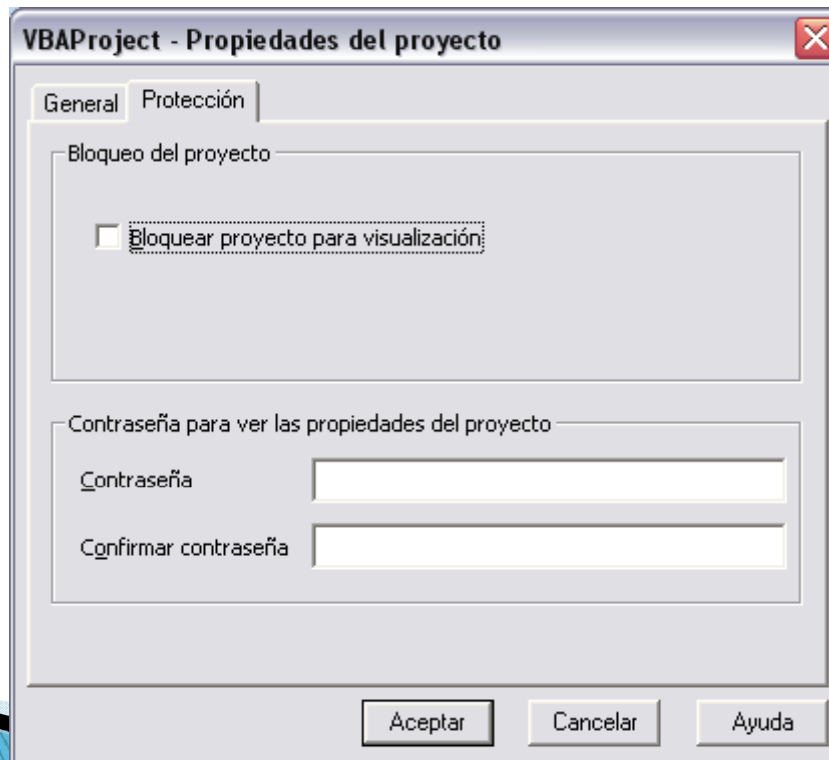 VBAProject - Propiedades del proyecto
General Protección
Bloqueo del proyecto
Bloquear proyecto para visualización
Contraseña para ver las propiedades del proyecto
Contraseña
Confirmar contraseña
Aceptar Cancelar Ayuda